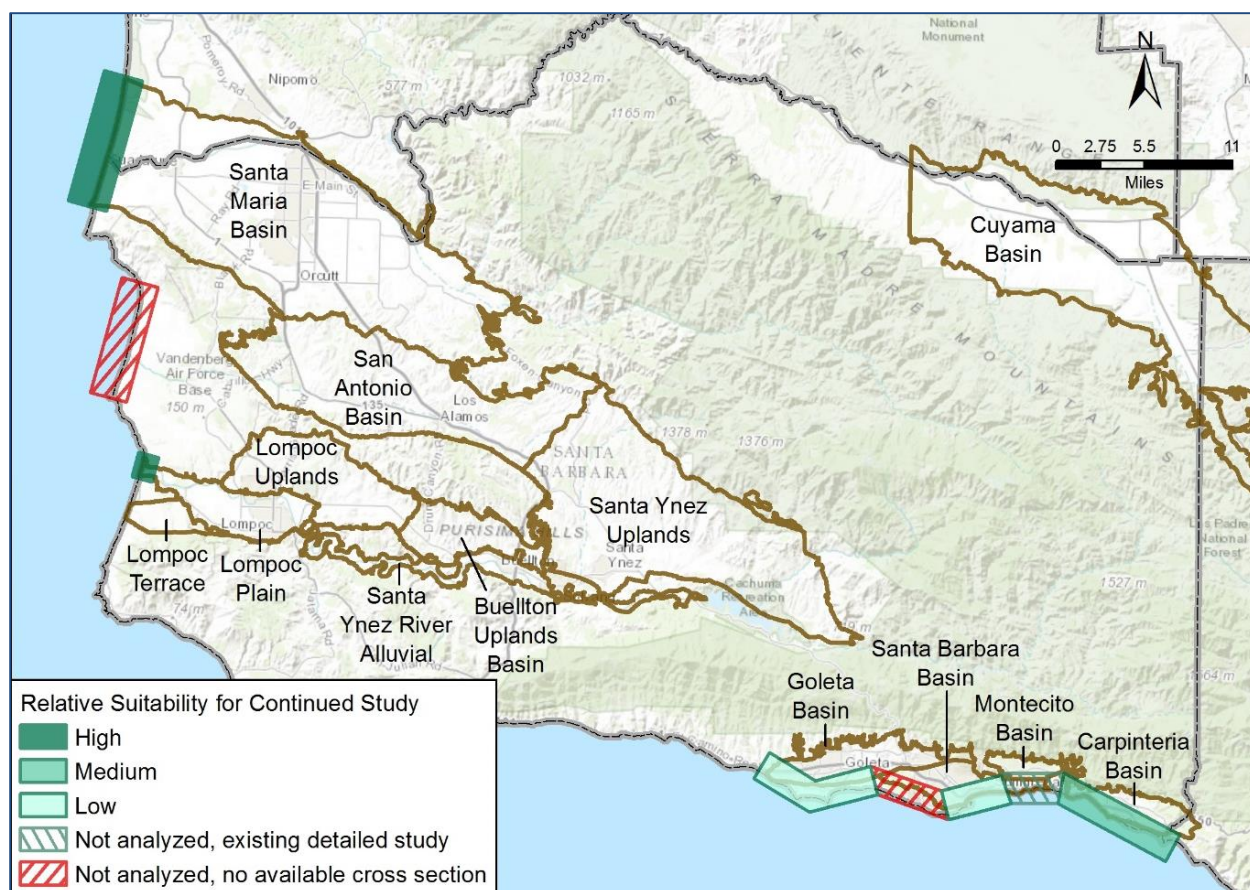 National
Monument
N
Nipomo
Pomeroy Rd
577 m
1032 m
1165 m
0 2.75 5.5 11
Miles
Santa
Maria
Basin
E Main St
Orcutt
SIERRA MADRE MOUNTAINS
Cuyama
Basin
Vandenberg
Air Force
Base
150 m
San
Antonio
Basin
135
Los
Alamos
Foxen Canyon
1378 m
1376 m
SANTA
BARBARA
Lompoc
Uplands
Santa Ynez
Uplands
Lompoc
Santa
Ynez
Lompoc
Terrace
Lompoc
Plain
Santa
Ynez River
Alluvial
Buellton
Uplands
Basin
Cachuma
Recreation
Area
Los Padres
National
Forest
1527 m
74 m
Santa Barbara
Basin
Goleta
Basin
Montecito
Basin
Carpinteria
Basin
Goleta
Relative Suitability for Continued Study
High
Medium
Low
Not analyzed, existing detailed study
Not analyzed, no available cross section